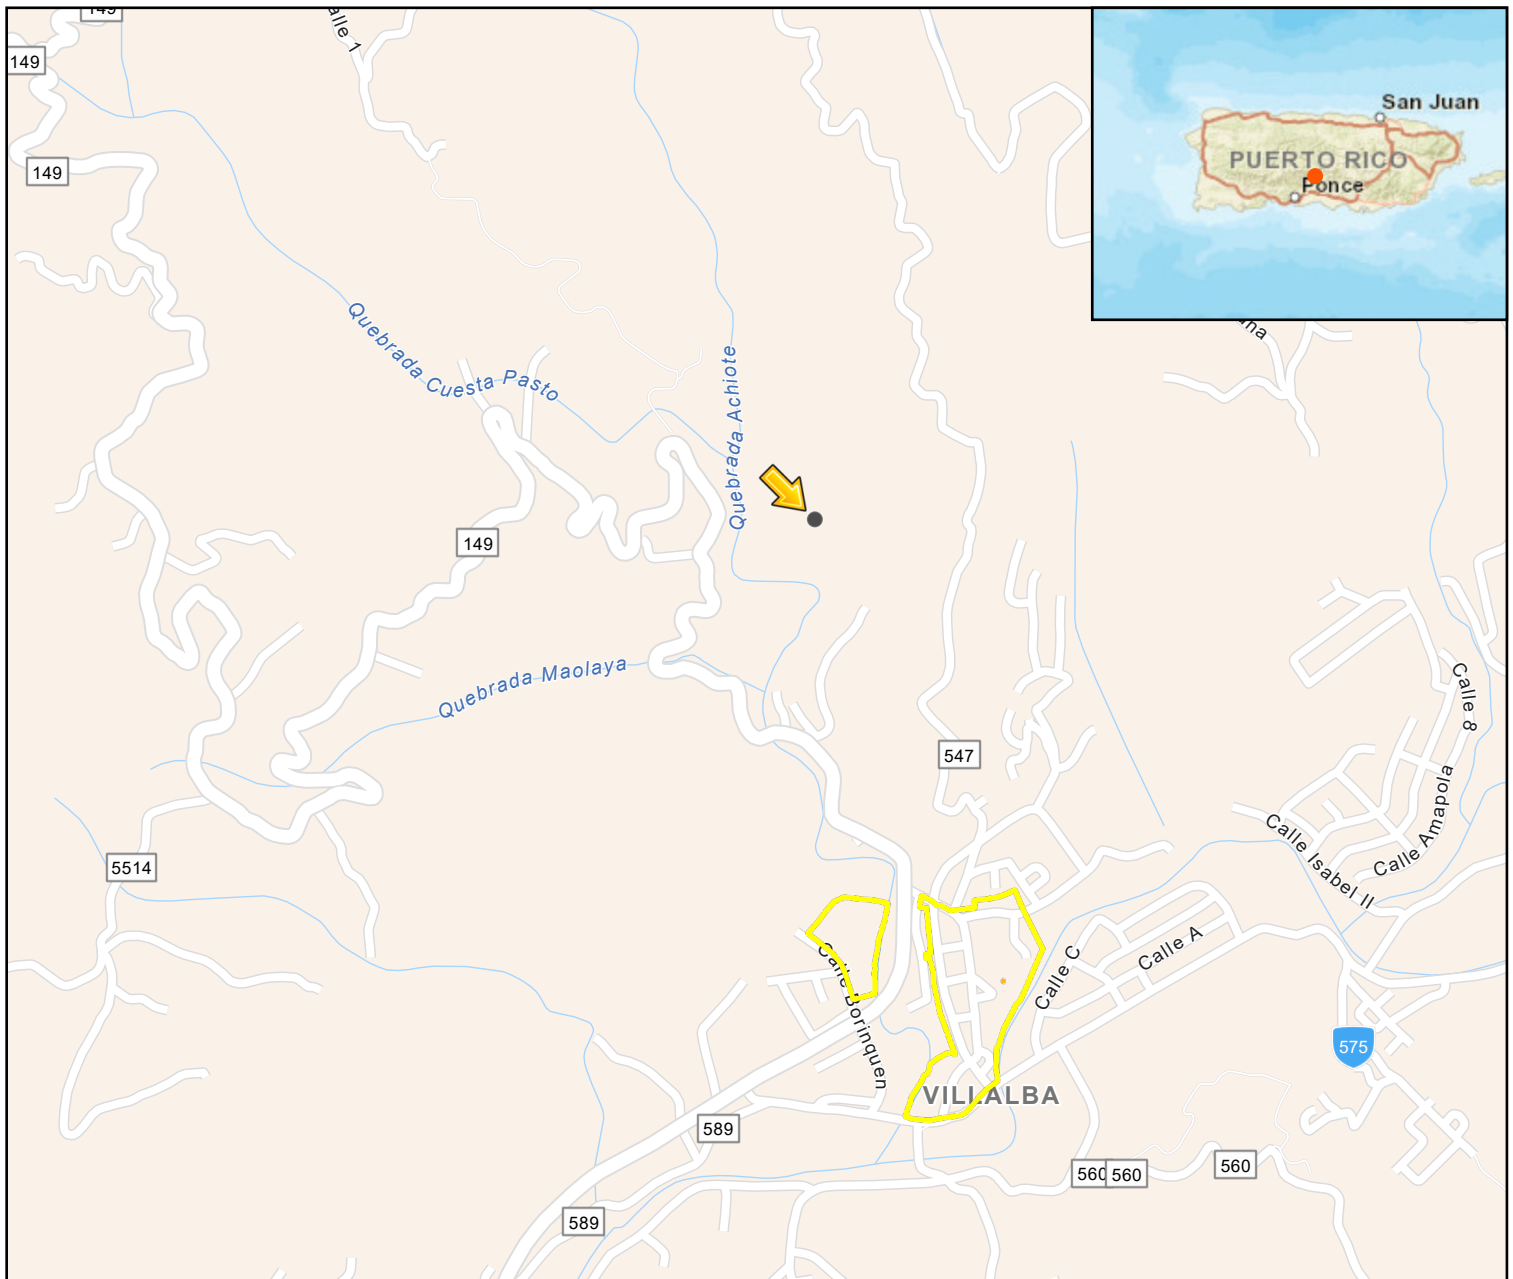 149
149
149
San Juan
PUERTO RICO
Ponce
Quebrada Cuesta Pasto
Quebrada Achiote
149
Quebrada Maolaya
547
Calle 8
Calle Amapola
Calle Isabel II
5514
Calle A
Calle C
Calle Borinquen
575
VILLALBA
589
560
560
560
589